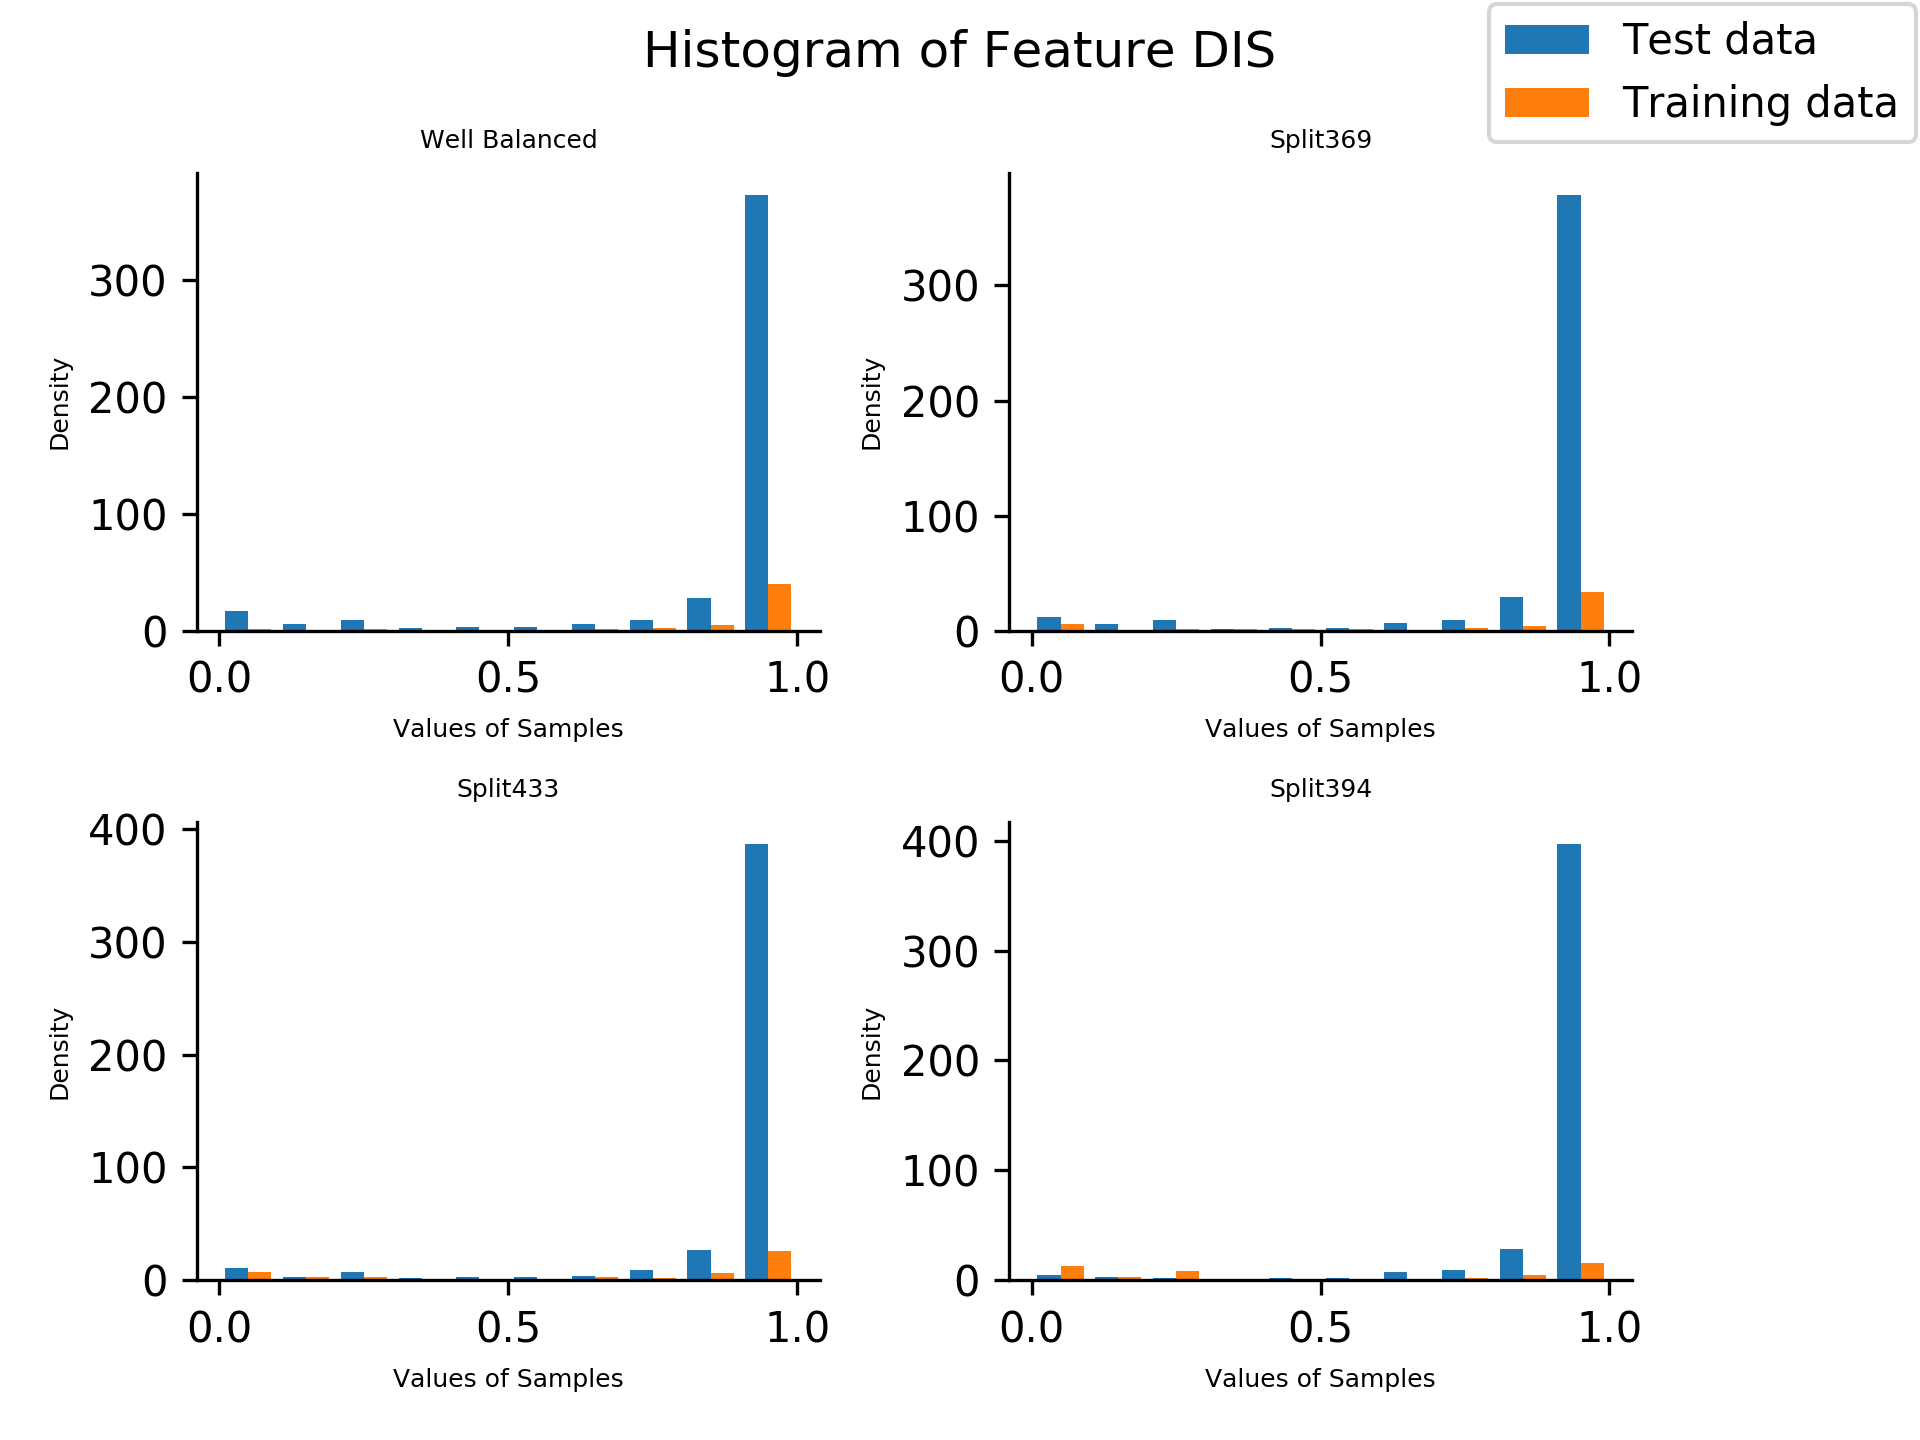 Histogram of Feature DIS
Test data
Training data
Well Balanced
300
200
100
0
Density
0.0 0.5 1.0
Values of Samples
Split369
300
200
100
0
Density
0.0 0.5 1.0
Values of Samples
Split433
400
300
200
100
0
Density
0.0 0.5 1.0
Values of Samples
Split394
400
300
200
100
0
Density
0.0 0.5 1.0
Values of Samples